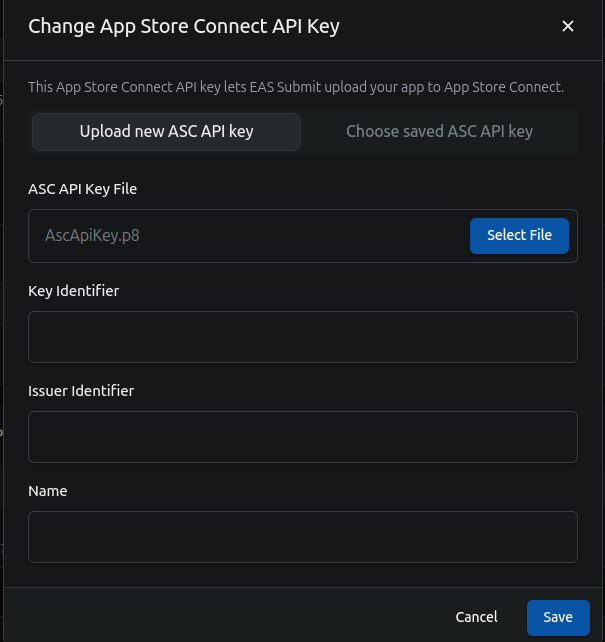 Change App Store Connect API Key
This App Store Connect API key lets EAS Submit upload your app to App Store Connect.
Upload new ASC API key
Choose saved ASC API key
ASC API Key File
AscApiKey.p8
Select File
Key Identifier
Issuer Identifier
Name
Cancel
Save